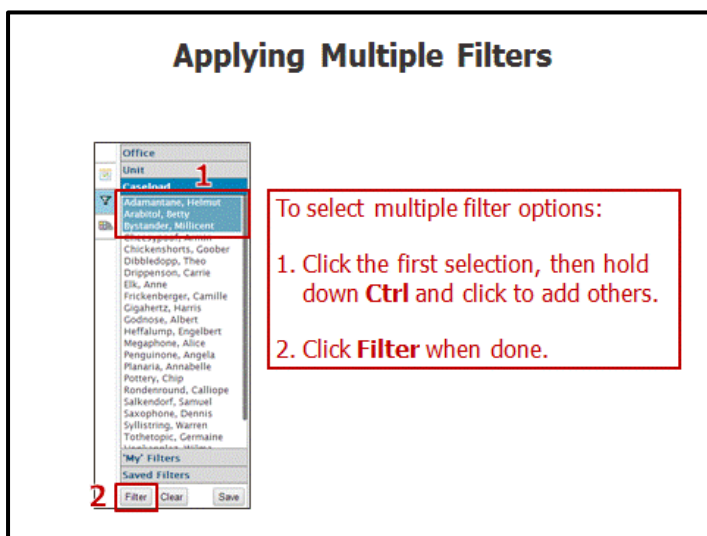 Applying Multiple Filters
Office
Unit
1
Caseload
Adamantane, Helmut
Arabitol, Betty
Bystander, Millicent
Cheesypoof, Armin
Chickenshorts, Goober
Dibbledopp, Theo
Drippenson, Carrie
Elk, Anne
Frickenberger, Camille
Gigahertz, Harris
Godnose, Albert
Heffalump, Engelbert
Megaphone, Alice
Penguinone, Angela
Planaria, Annabelle
Pottery, Chip
Rondenround, Calliope
Salkendorf, Samuel
Saxophone, Dennis
Syllistring, Warren
Tothetopic, Germaine
'My' Filters
Saved Filters
2
Filter Clear Save
To select multiple filter options:
1. Click the first selection, then hold
down Ctrl and click to add others.
2. Click Filter when done.